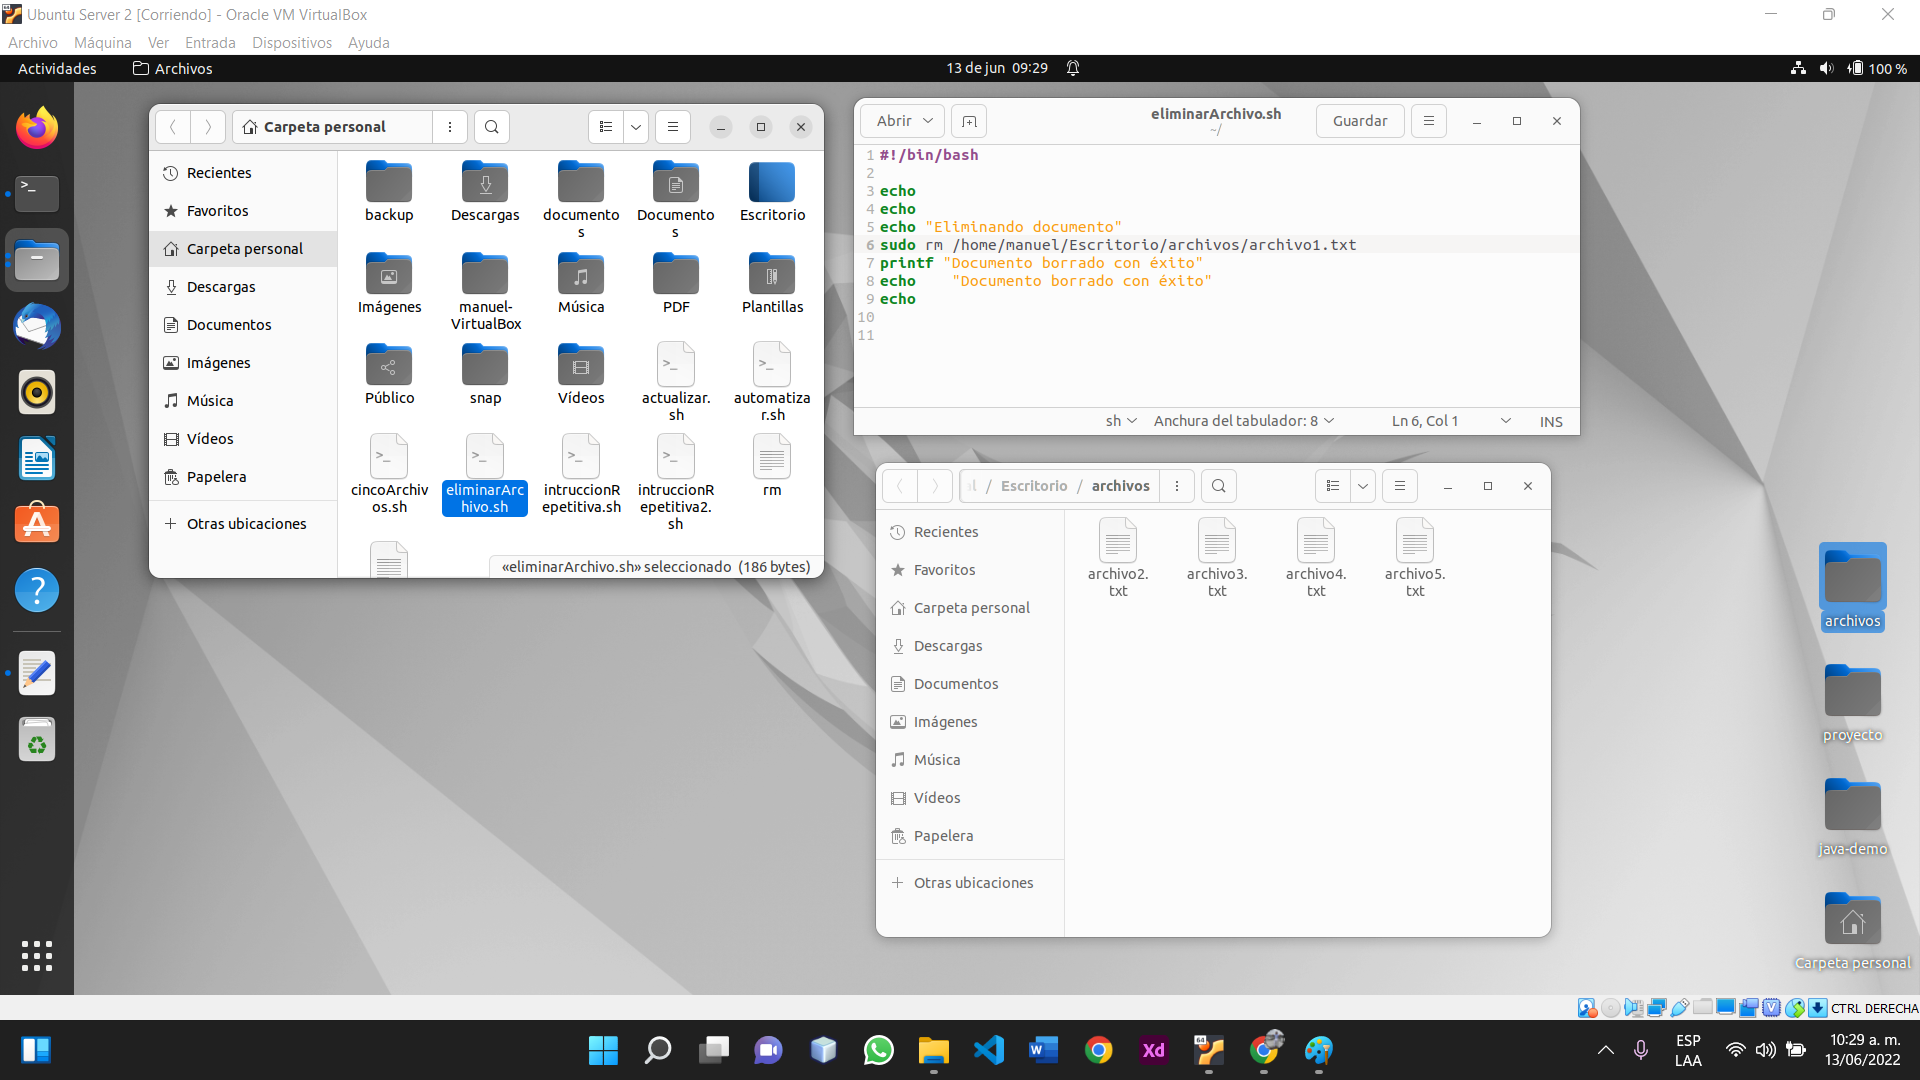 Ubuntu Server 2 [Corriendo] - Oracle VM VirtualBox
Archivo Máquina Ver Entrada Dispositivos Ayuda
Actividades Archivos 13 de jun 09:29 100 %
Carpeta personal
Recientes
Favoritos
Carpeta personal
Descargas
Documentos
Imágenes
Música
Vídeos
Papelera
Otras ubicaciones
backup Descargas documentos Documentos Escritorio
Imágenes manuel-VirtualBox Música PDF Plantillas
Público snap Vídeos actualizar.sh automatizar.sh
cincoArchivos.sh eliminarArchivo.sh intruccionRepetitiva.sh intruccionRepetitiva2.sh rm
«eliminarArchivo.sh» seleccionado (186 bytes)
Abrir eliminarArchivo.sh Guardar
~/
1 #!/bin/bash
2
3 echo
4 echo
5 echo "Eliminando documento"
6 sudo rm /home/manuel/Escritorio/archivos/archivo1.txt
7 printf "Documento borrado con éxito"
8 echo    "Documento borrado con éxito"
9 echo
10
11
sh Anchura del tabulador: 8 Ln 6, Col 1 INS
/ Escritorio / archivos
Recientes
Favoritos
Carpeta personal
Descargas
Documentos
Imágenes
Música
Vídeos
Papelera
Otras ubicaciones
archivo2.txt archivo3.txt archivo4.txt archivo5.txt
archivos
proyecto
java-demo
Carpeta personal
CTRL DERECHA
W Xd 64
ESP
LAA
10:29 a. m.
13/06/2022